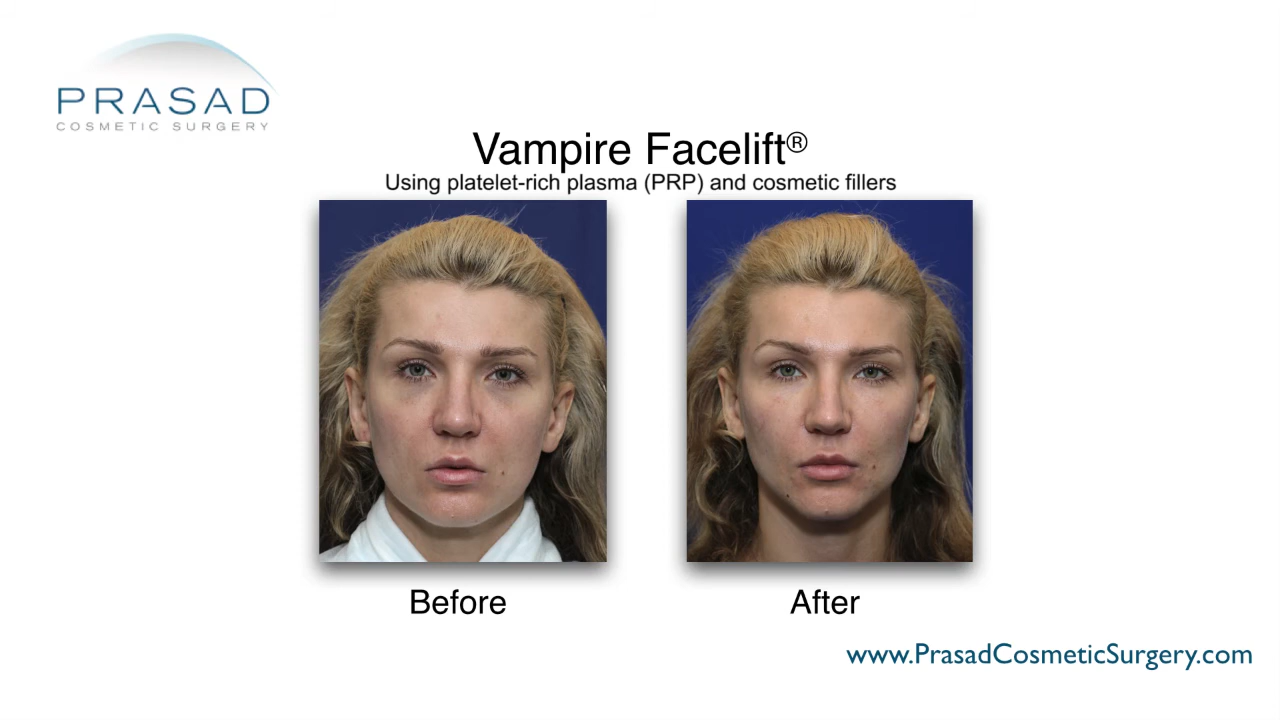 PRASAD
COSMETIC SURGERY
Vampire Facelift®
Using platelet-rich plasma (PRP) and cosmetic fillers
Before
After
www.PrasadCosmeticSurgery.com